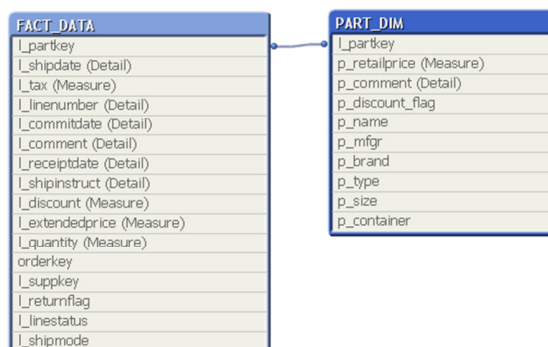 FACT_DATA
l_partkey
l_shipdate (Detail)
l_tax (Measure)
l_linenumber (Detail)
l_commitdate (Detail)
l_comment (Detail)
l_receiptdate (Detail)
l_shipinstruct (Detail)
l_discount (Measure)
l_extendedprice (Measure)
l_quantity (Measure)
orderkey
l_suppkey
l_returnflag
l_linestatus
l_shipmode
PART_DIM
l_partkey
p_retailprice (Measure)
p_comment (Detail)
p_discount_flag
p_name
p_mfgr
p_brand
p_type
p_size
p_container